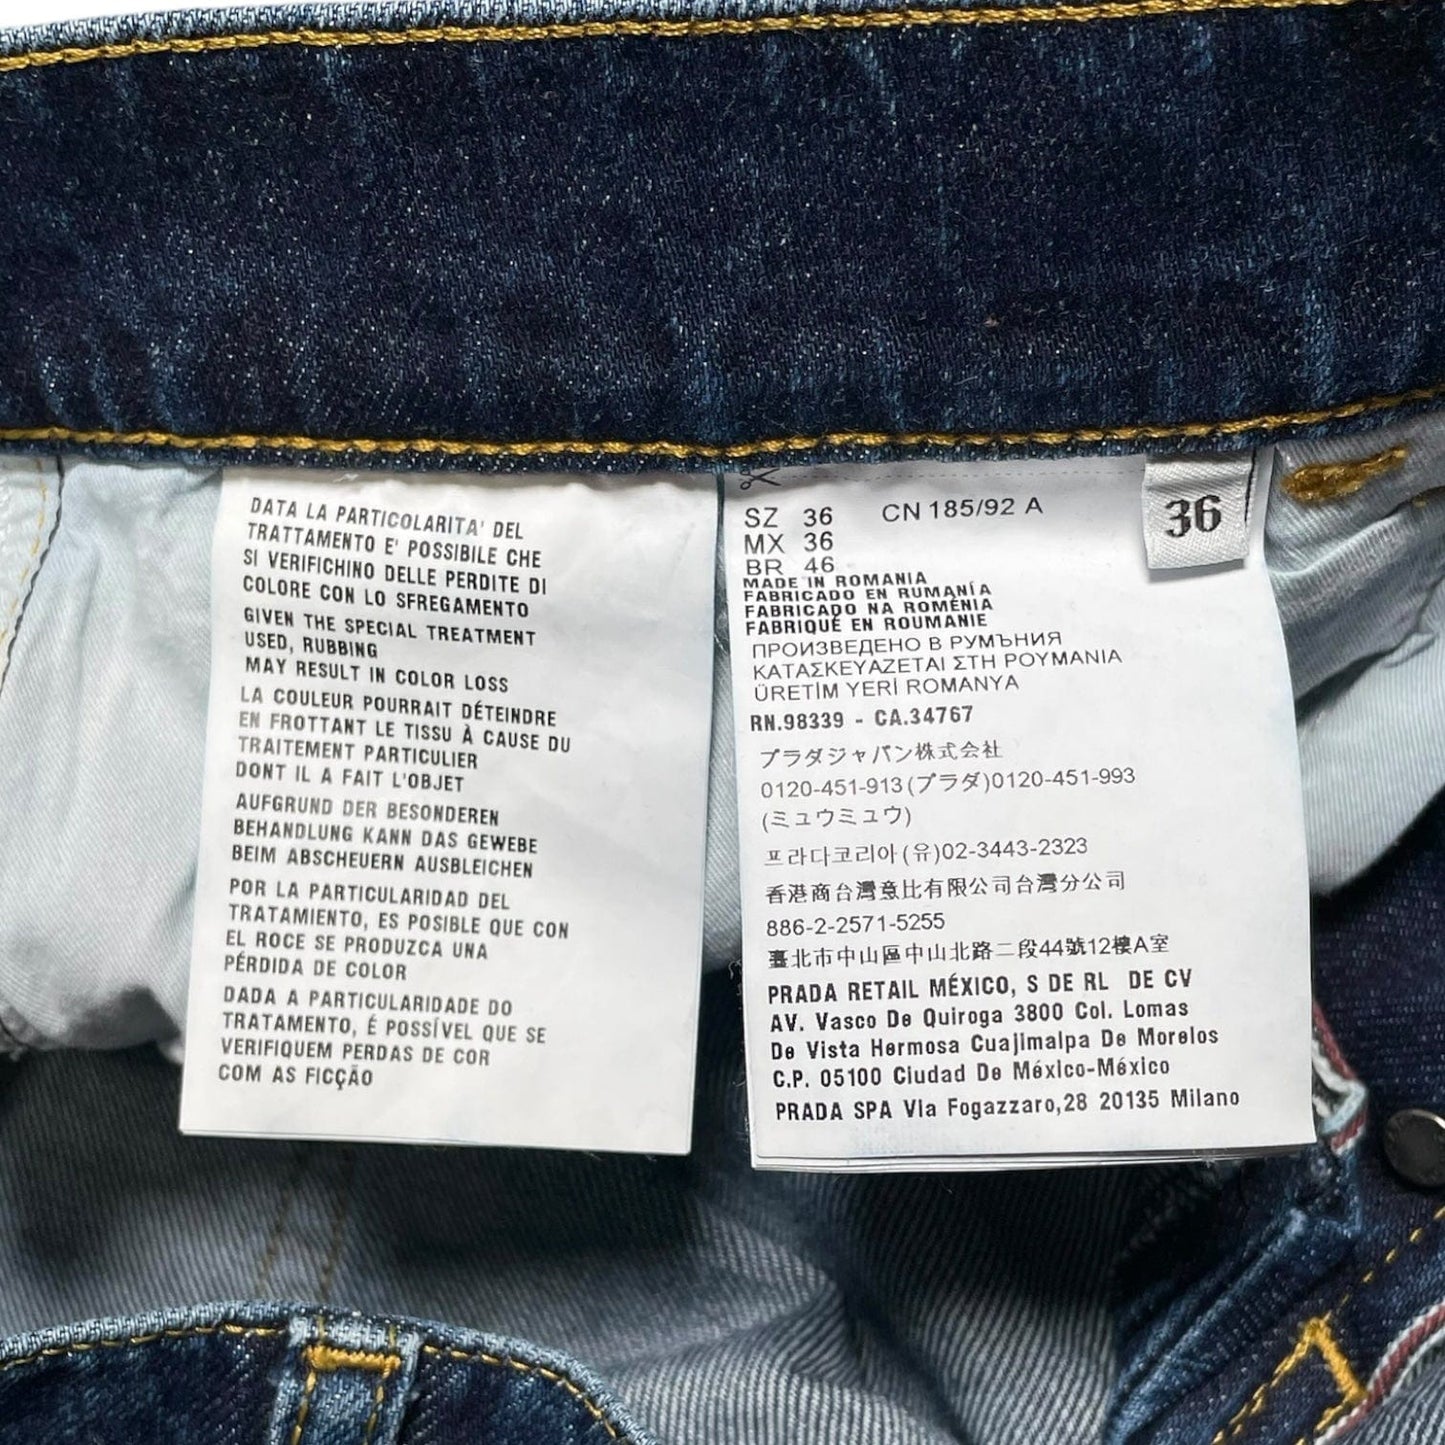 DATA LA PARTICOLARITA' DEL
TRATTAMENTO E' POSSIBILE CHE
SI VERIFICHINO DELLE PERDITE DI
COLORE CON LO SFREGAMENTO
GIVEN THE SPECIAL TREATMENT
USED, RUBBING
MAY RESULT IN COLOR LOSS
LA COULEUR POURRAIT DÉTEINDRE
EN FROTTANT LE TISSU À CAUSE DU
TRAITEMENT PARTICULIER
DONT IL A FAIT L'OBJET
AUFGRUND DER BESONDEREN
BEHANDLUNG KANN DAS GEWEBE
BEIM ABSCHEUERN AUSBLEICHEN
POR LA PARTICULARIDAD DEL
TRATAMIENTO, ES POSIBLE QUE CON
EL ROCE SE PRODUZCA UNA
PÉRDIDA DE COLOR
DADA A PARTICULARIDADE DO
TRATAMENTO, É POSSÍVEL QUE SE
VERIFIQUEM PERDAS DE COR
COM AS FICÇÃO
SZ 36 CN 185/92 A
MX 36
BR 46
36
MADE IN ROMANIA
FABRICADO EN RUMANÍA
FABRICADO NA ROMÉNIA
FABRIQUÉ EN ROUMANIE
ПРОИЗВЕДЕНО В РУМЪНИЯ
ΚΑΤΑΣΚΕΥΑΖΕΤΑΙ ΣΤΗ ΡΟΥΜΑΝΙΑ
ÜRETİM YERİ ROMANYA
RN.98339 - CA.34767
プラダジャパン株式会社
0120-451-913(プラダ)0120-451-993
(ミュウミュウ)
프라다코리아(유)02-3443-2323
香港商台灣意比有限公司台灣分公司
886-2-2571-5255
臺北市中山區中山北路二段44號12樓A室
PRADA RETAIL MÉXICO, S DE RL DE CV
AV. Vasco De Quiroga 3800 Col. Lomas
De Vista Hermosa Cuajimalpa De Morelos
C.P. 05100 Ciudad De México-México
PRADA SPA VIa Fogazzaro,28 20135 Milano